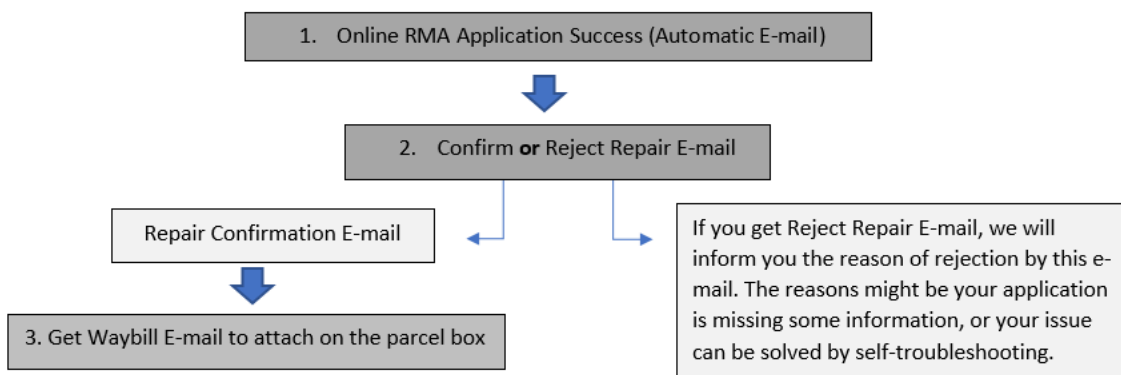 1. Online RMA Application Success (Automatic E-mail)
2. Confirm or Reject Repair E-mail
Repair Confirmation E-mail
3. Get Waybill E-mail to attach on the parcel box
If you get Reject Repair E-mail, we will
inform you the reason of rejection by this e-
mail. The reasons might be your application
is missing some information, or your issue
can be solved by self-troubleshooting.